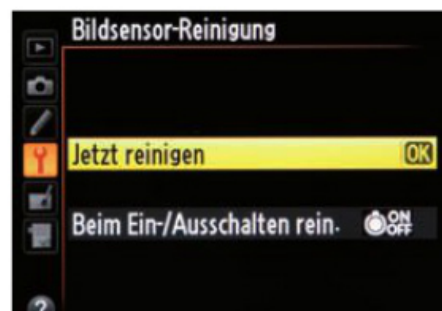 Bildsensor-Reinigung
Jetzt reinigen OK
Beim Ein-/Ausschalten rein. ON OFF
?